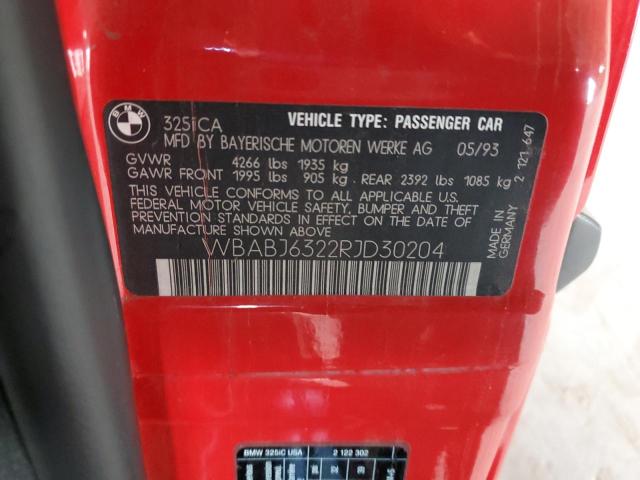 BMW
325iCA
VEHICLE TYPE: PASSENGER CAR
MFD BY BAYERISCHE MOTOREN WERKE AG 05/93
GVWR 4266 lbs 1935 kg
GAWR FRONT 1995 lbs 905 kg. REAR 2392 lbs 1085 kg
THIS VEHICLE CONFORMS TO ALL APPLICABLE U.S.
FEDERAL MOTOR VEHICLE SAFETY, BUMPER AND THEFT
PREVENTION STANDARDS IN EFFECT ON THE DATE OF
MANUFACTURE SHOWN ABOVE
WBABJ6322RJD30204
2 121 647
MADE IN
GERMANY
BMW 325iC USA 2 122 302